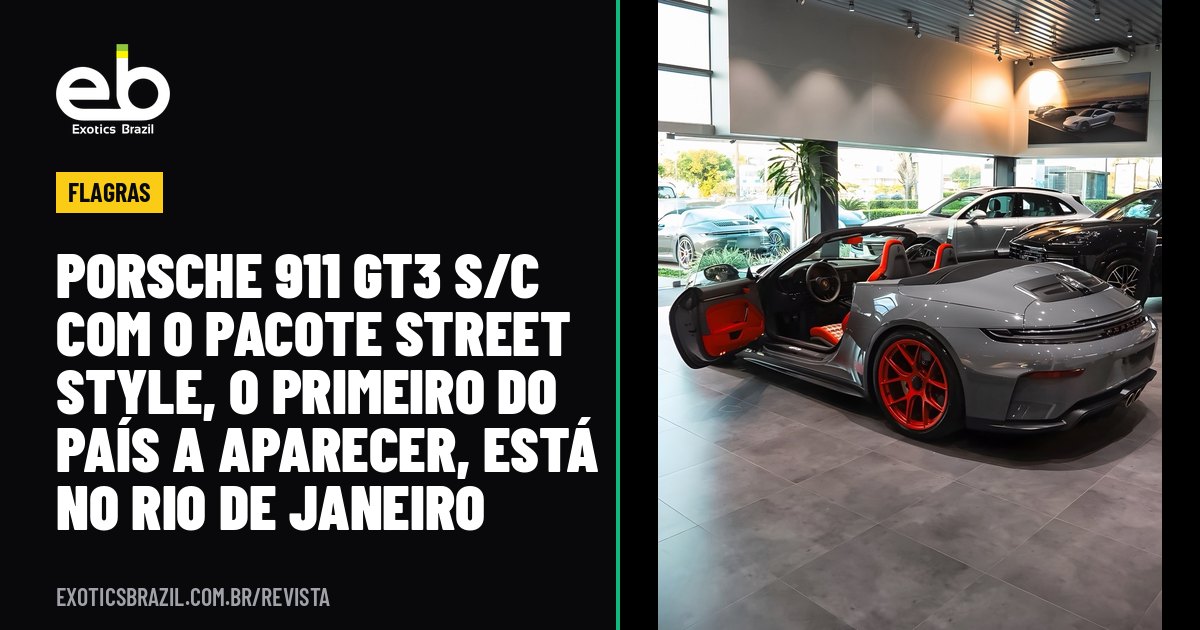 eb
Exotics Brazil
FLAGRAS
PORSCHE 911 GT3 S/C
COM O PACOTE STREET
STYLE, O PRIMEIRO DO
PAÍS A APARECER, ESTÁ
NO RIO DE JANEIRO
EXOTICSBRAZIL.COM.BR/REVISTA